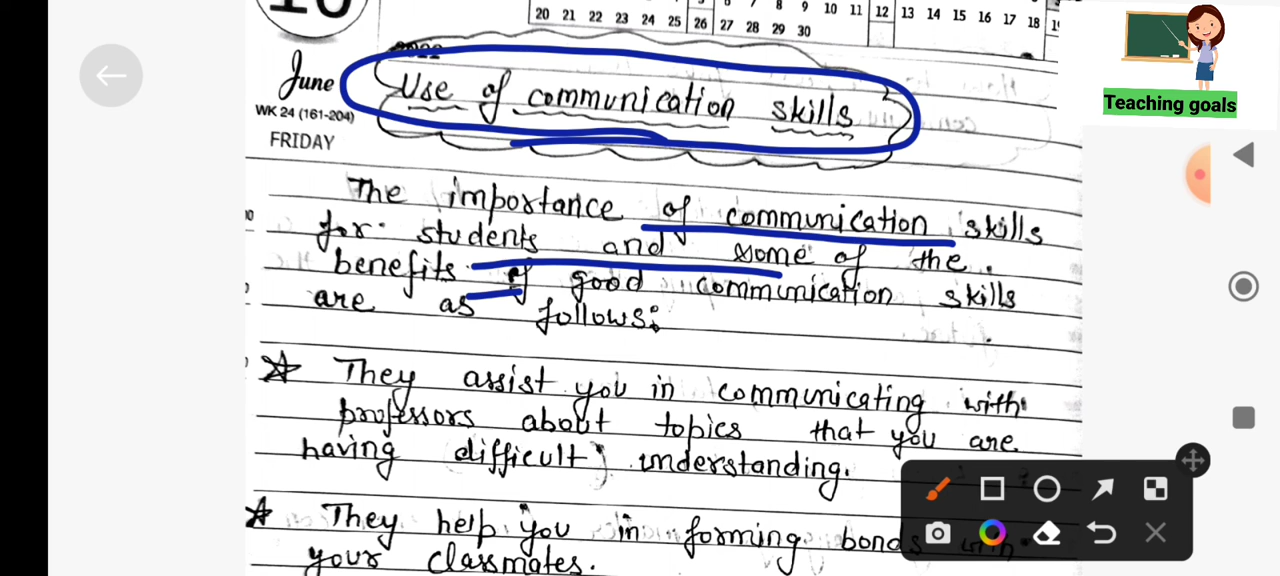 20 21 22 23 24 25 26 27 28 29 30
8 9 10 11 12 13 14 15 16 17 18
Teaching goals
June
WK 24 (161-204)
FRIDAY
Use of communication skills
The importance of communication skills
for students and some of the
benefits of good communication skills
are as follows:
They assist you in communicating with
professors about topics that you are
having difficulty understanding.
They help you in forming bonds
your classmates.